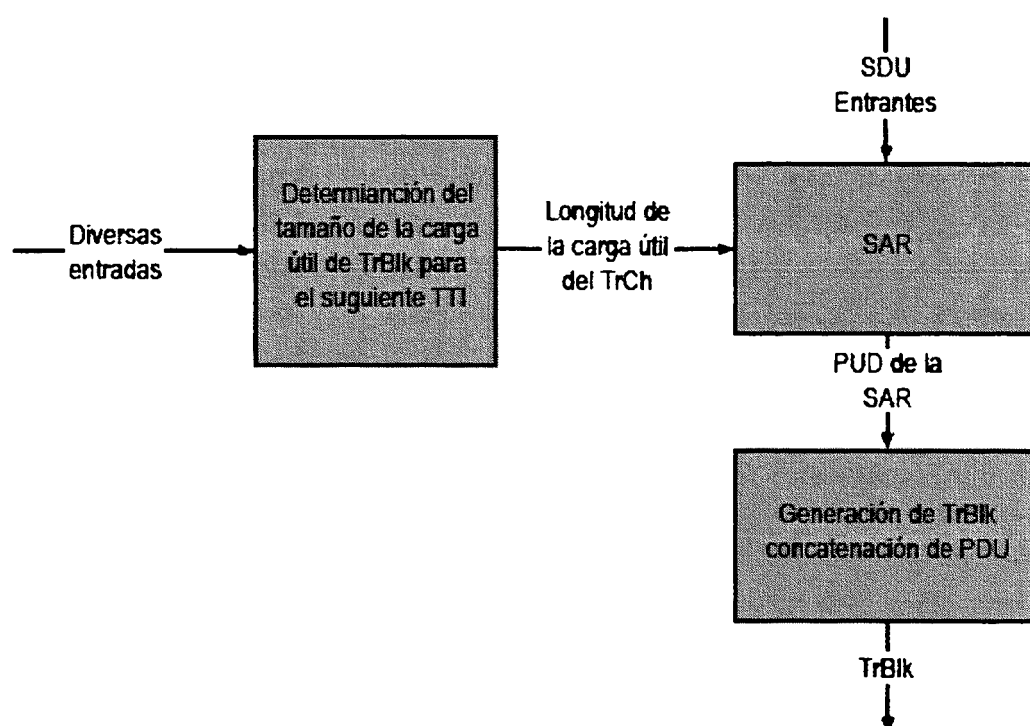 SDU
Entrantes
Determianción del
tamaño de la carga
útil de TrBlk para
el suguiente TTI
Diversas
entradas
Longitud de
la carga útil
del TrCh
SAR
PUD de la
SAR
Generación de TrBlk
concatenación de PDU
TrBlk